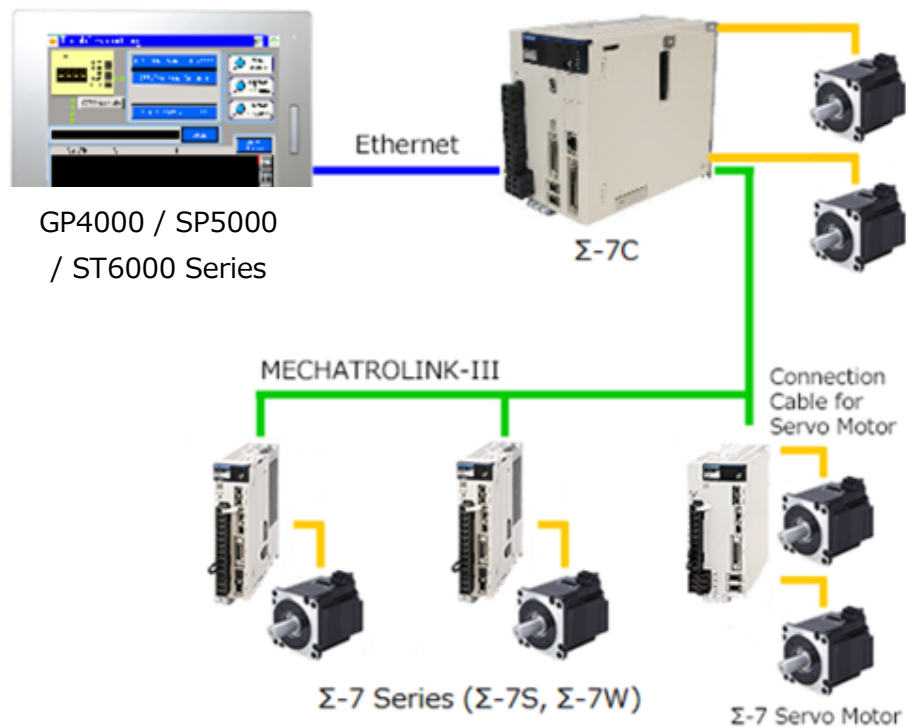 Ethernet
GP4000 / SP5000
/ ST6000 Series
Σ-7C
MECHATROLINK-III
Connection
Cable for
Servo Motor
Σ-7 Series (Σ-7S, Σ-7W)
Σ-7 Servo Motor